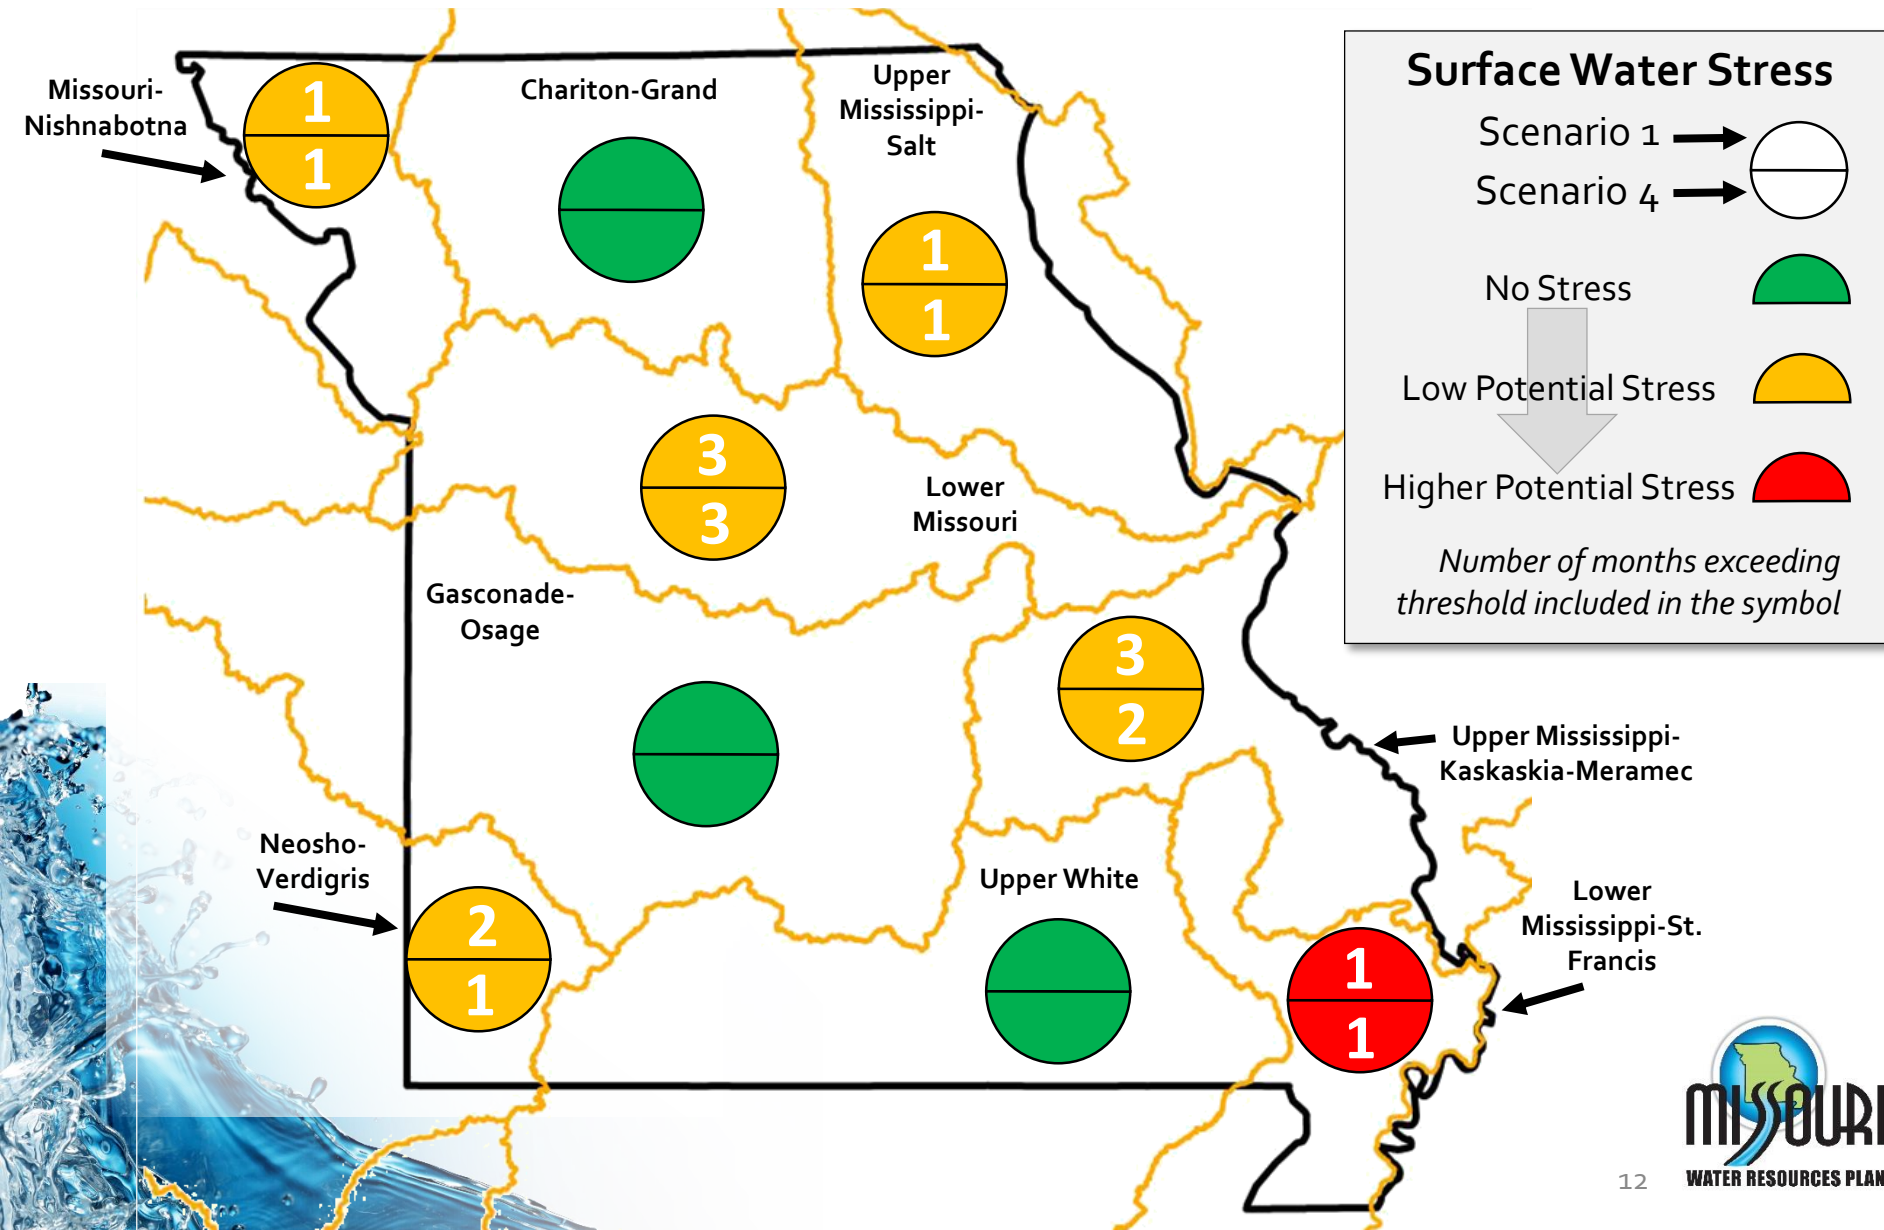 Missouri-
Nishnabotna
1
1
Chariton-Grand
Upper
Mississippi-
Salt
1
1
Surface Water Stress
Scenario 1
Scenario 4
No Stress
Low Potential Stress
Higher Potential Stress
Number of months exceeding
threshold included in the symbol
3
3
Lower
Missouri
Gasconade-
Osage
3
2
Upper Mississippi-
Kaskaskia-Meramec
Neosho-
Verdigris
2
1
Upper White
Lower
Mississippi-St.
Francis
1
1
12
MISSOURI
WATER RESOURCES PLAN